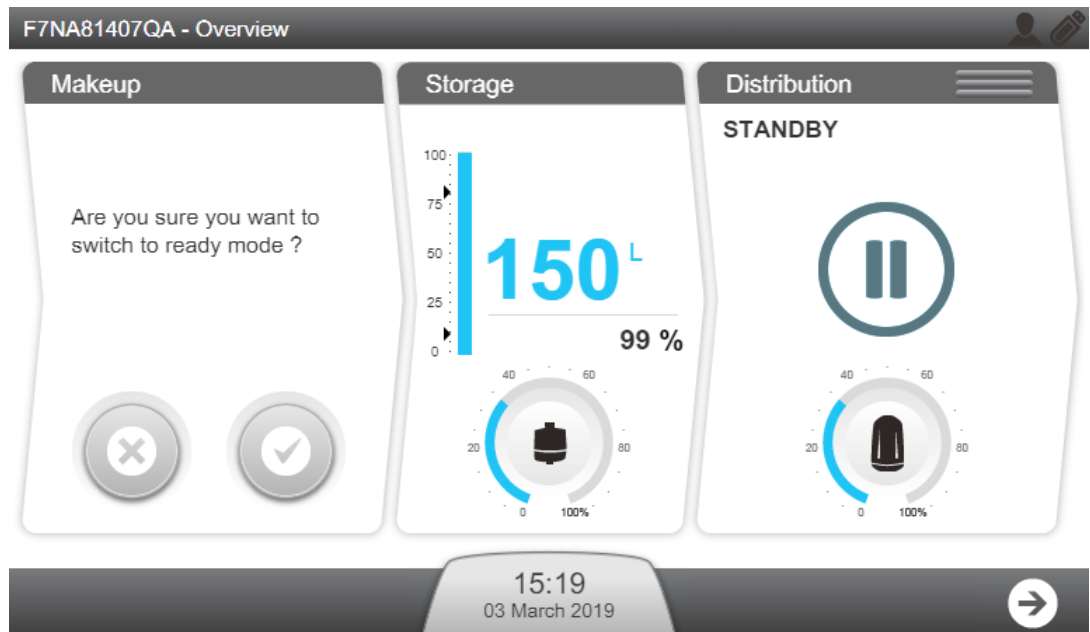 F7NA81407QA - Overview
Makeup
Are you sure you want to
switch to ready mode ?
Storage
100
75
50
25
0
150 L
99 %
40 60
20 80
0 100%
Distribution
STANDBY
40 60
20 80
0 100%
15:19
03 March 2019